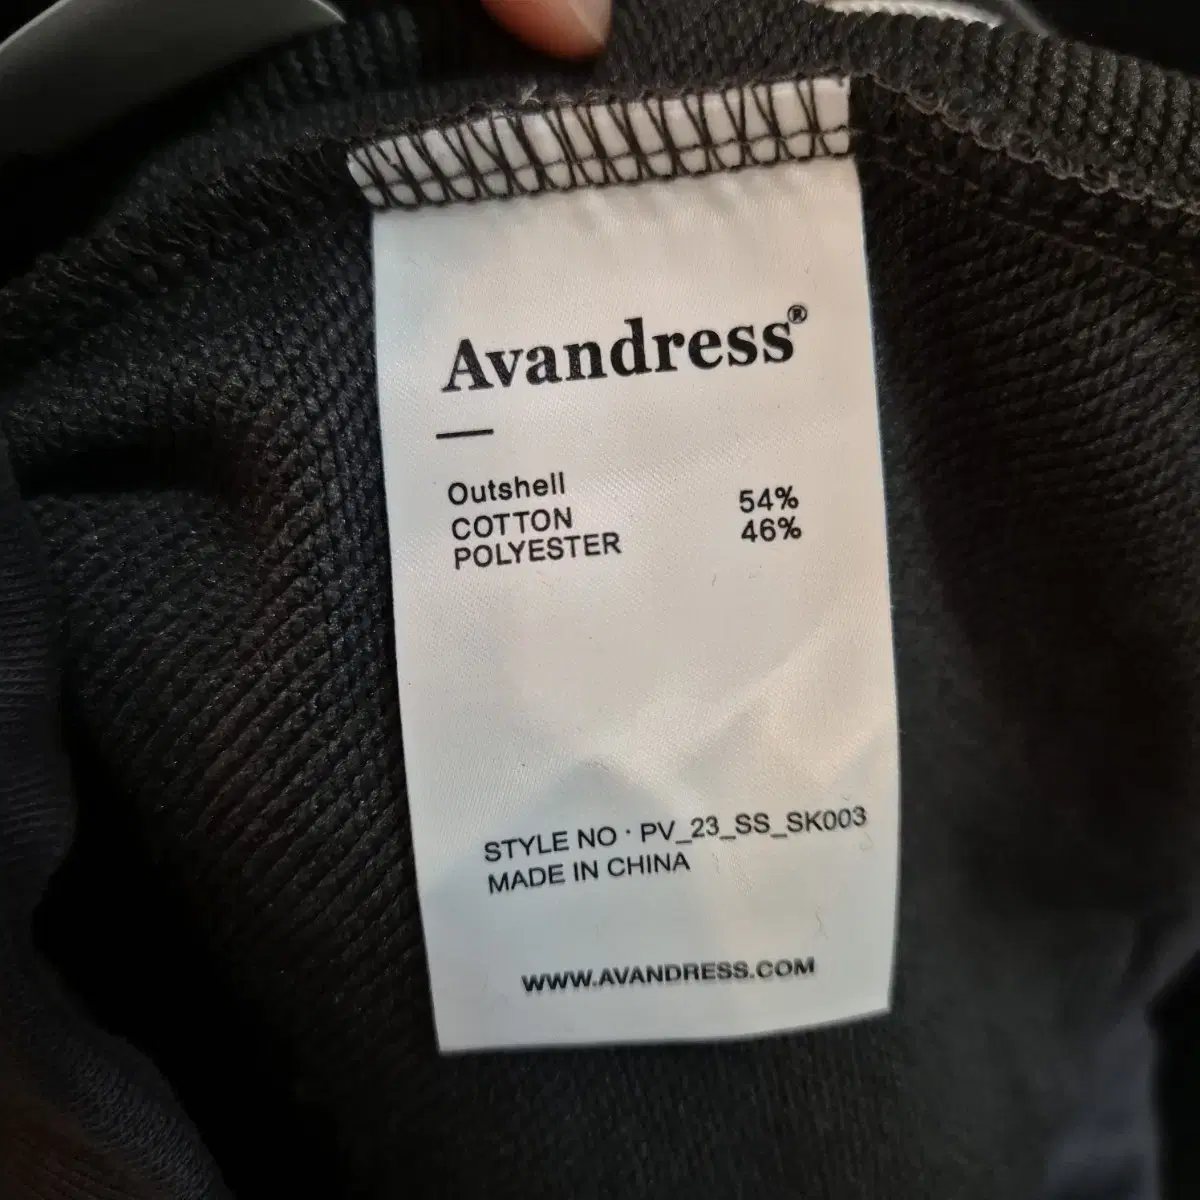 Avandress®
Outshell
COTTON 54%
POLYESTER 46%
STYLE NO · PV_23_SS_SK003
MADE IN CHINA
WWW.AVANDRESS.COM